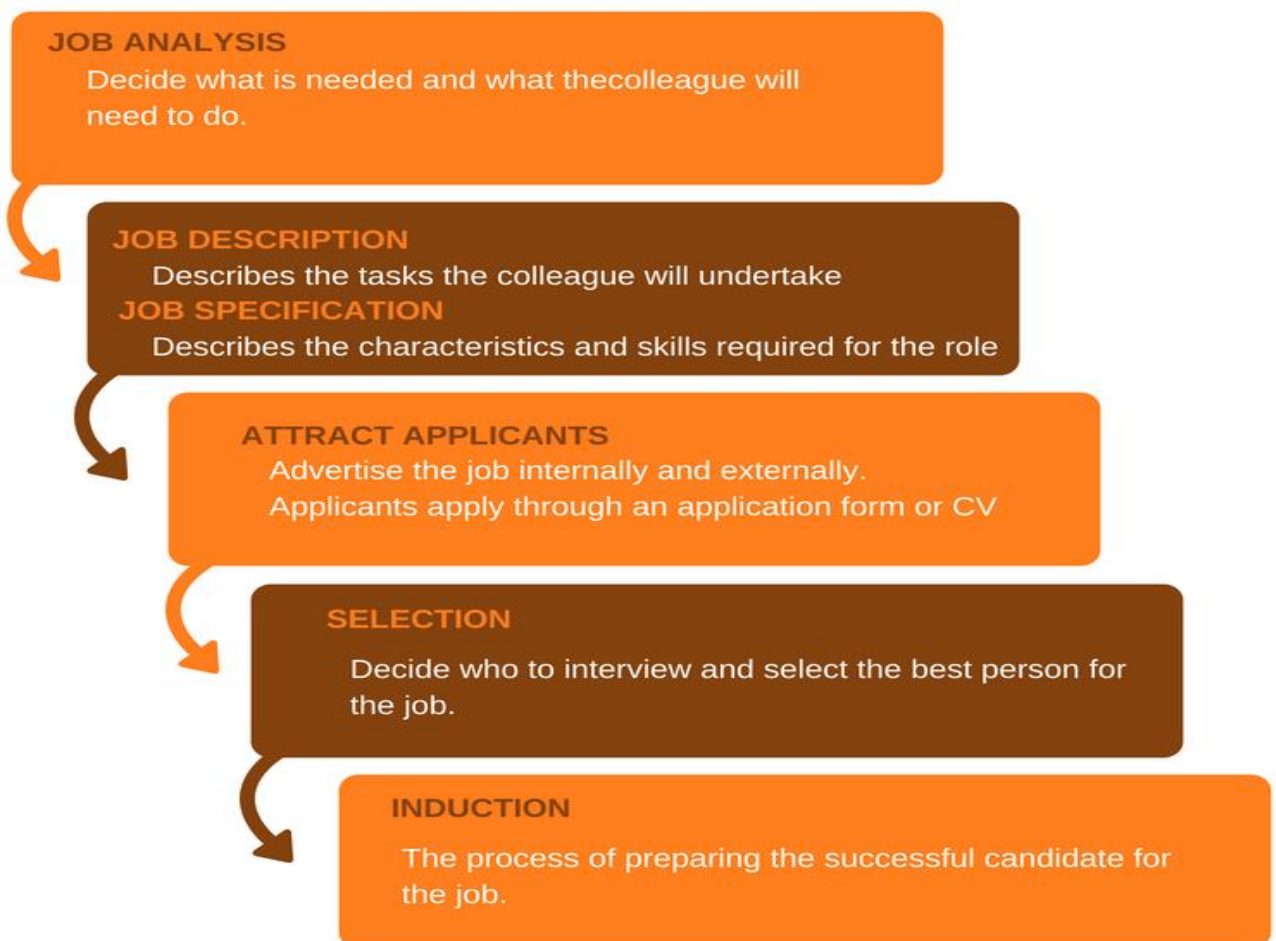 JOB ANALYSIS
Decide what is needed and what thecolleague will
need to do.
JOB DESCRIPTION
Describes the tasks the colleague will undertake
JOB SPECIFICATION
Describes the characteristics and skills required for the role
ATTRACT APPLICANTS
Advertise the job internally and externally.
Applicants apply through an application form or CV
SELECTION
Decide who to interview and select the best person for
the job.
INDUCTION
The process of preparing the successful candidate for
the job.